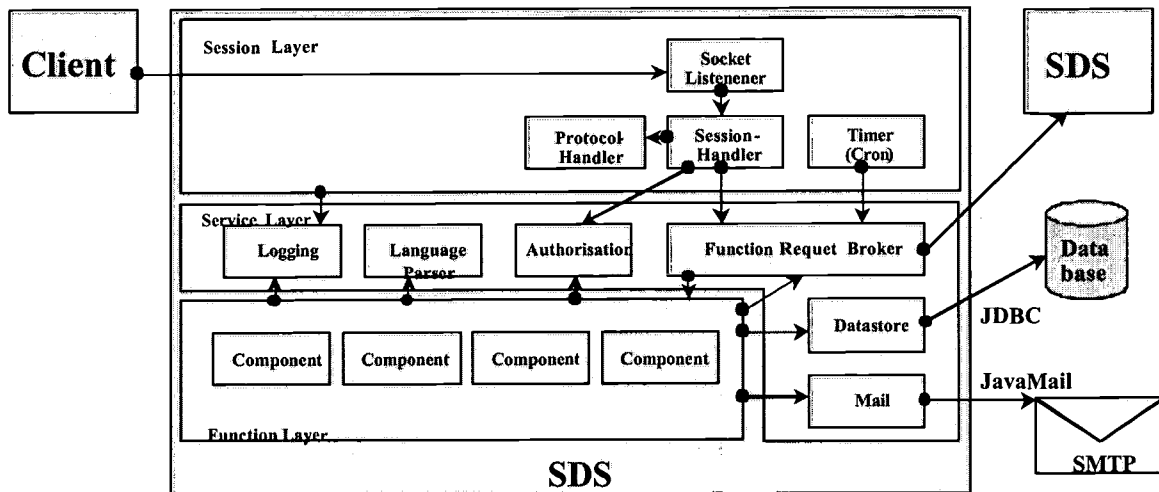 Client
Session Layer
Socket
Listenener
SDS
Protocol-
Handler
Session-
Handler
Timer
(Cron)
Service Layer
Logging
Language
Parsor
Authorisation
Function Requet Broker
Data
base
Datastore
JDBC
Component
Component
Component
Component
Mail
JavaMail
Function Layer
SMTP
SDS